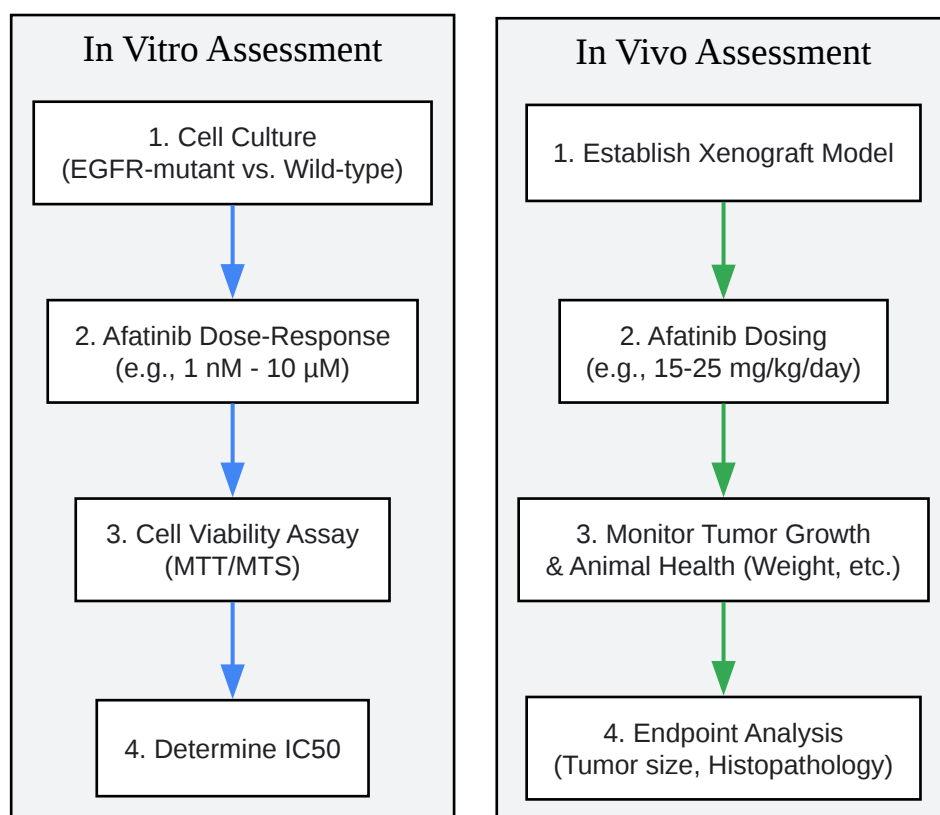 In Vitro Assessment
1. Cell Culture
(EGFR-mutant vs. Wild-type)
2. Afatinib Dose-Response
(e.g., 1 nM - 10 µM)
3. Cell Viability Assay
(MTT/MTS)
4. Determine IC50
In Vivo Assessment
1. Establish Xenograft Model
2. Afatinib Dosing
(e.g., 15-25 mg/kg/day)
3. Monitor Tumor Growth
& Animal Health (Weight, etc.)
4. Endpoint Analysis
(Tumor size, Histopathology)